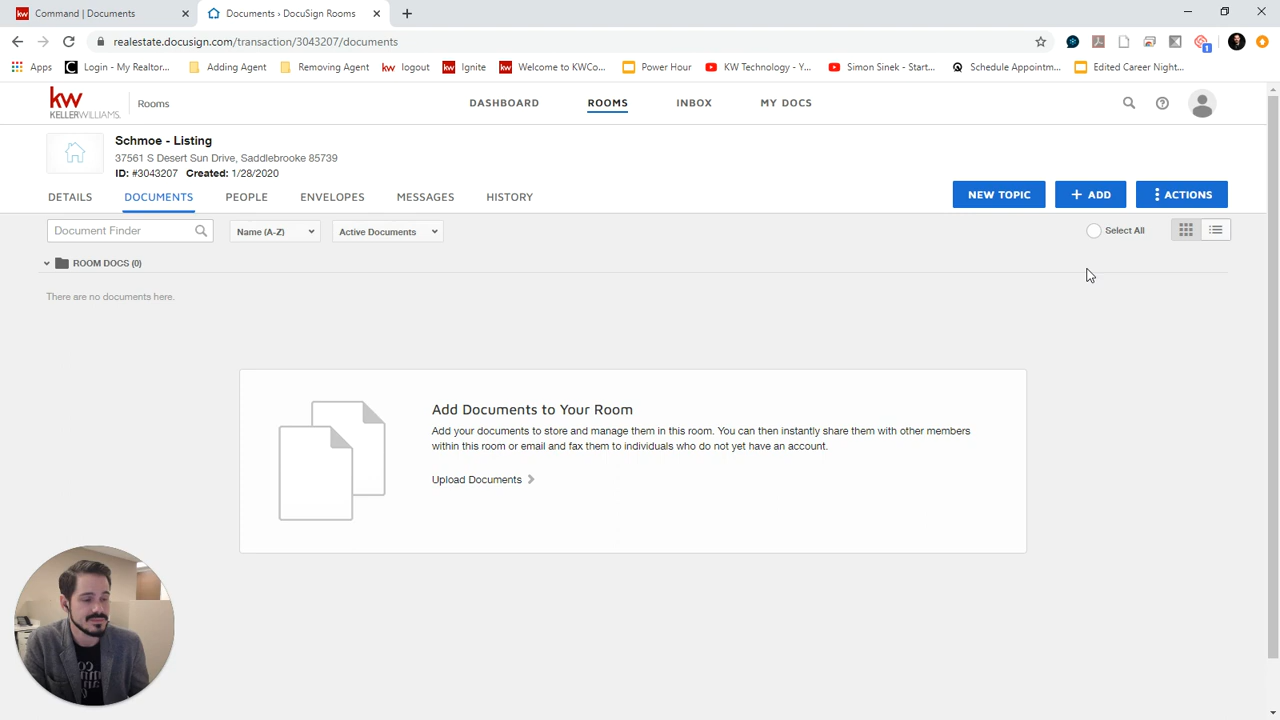 Command | Documents
Documents › DocuSign Rooms
realestate.docusign.com/transaction/3043207/documents
1
Apps
Login - My Realtor...
Adding Agent
Removing Agent
kw logout
kw Ignite
kw Welcome to KWCo...
Power Hour
KW Technology - Y...
Simon Sinek - Start...
Schedule Appointm...
Edited Career Night...
kw
KELLERWILLIAMS.
Rooms
DASHBOARD
ROOMS
INBOX
MY DOCS
Schmoe - Listing
37561 S Desert Sun Drive, Saddlebrooke 85739
ID: #3043207 Created: 1/28/2020
DETAILS
DOCUMENTS
PEOPLE
ENVELOPES
MESSAGES
HISTORY
NEW TOPIC
+ ADD
ACTIONS
Document Finder
Name (A-Z)
Active Documents
Select All
ROOM DOCS (0)
There are no documents here.
Add Documents to Your Room
Add your documents to store and manage them in this room. You can then instantly share them with other members
within this room or email and fax them to individuals who do not yet have an account.
Upload Documents